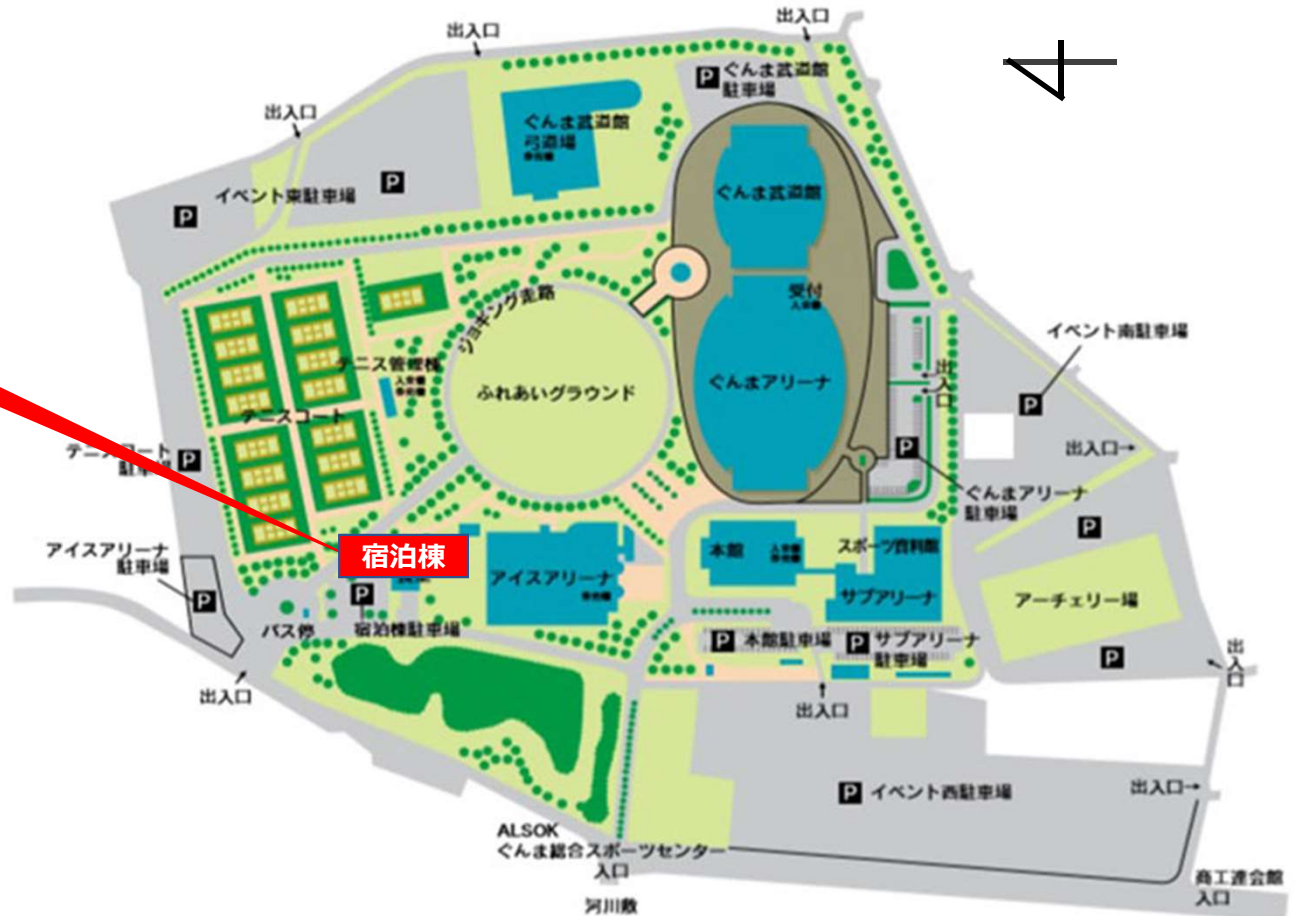 出入口
出入口
出入口
P ぐんま武道館
駐車場
ぐんま武道館
弓道場
P
イベント東駐車場
P
ぐんま武道館
受付
ジョギング走路
イベント南駐車場
P
テニス管理棟
ぐんまアリーナ
出入口
ふれあいグラウンド
テニスコート
テニスコート
駐車場
P
P
出入口
ぐんまアリーナ
駐車場
P
宿泊棟
アイスアリーナ
駐車場
P
P
アイスアリーナ
本館
スポーツ資料館
サブアリーナ
アーチェリー場
バス停
宿泊棟駐車場
P 本館駐車場
P サブアリーナ
駐車場
P
出入口
出入口
出入口
P イベント西駐車場
出入口
ALSOK
ぐんま総合スポーツセンター
入口
河川敷
商工連会館
入口